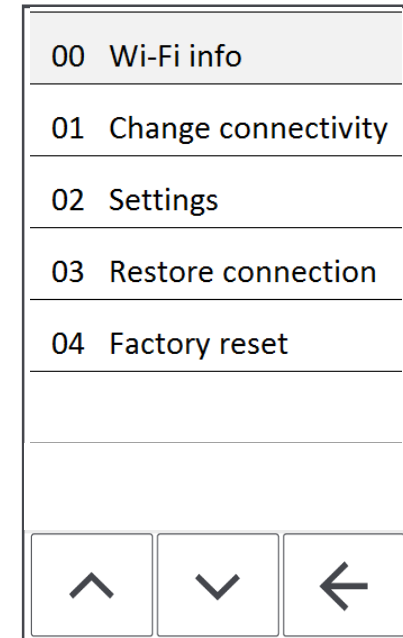 00 Wi-Fi info
01 Change connectivity
02 Settings
03 Restore connection
04 Factory reset